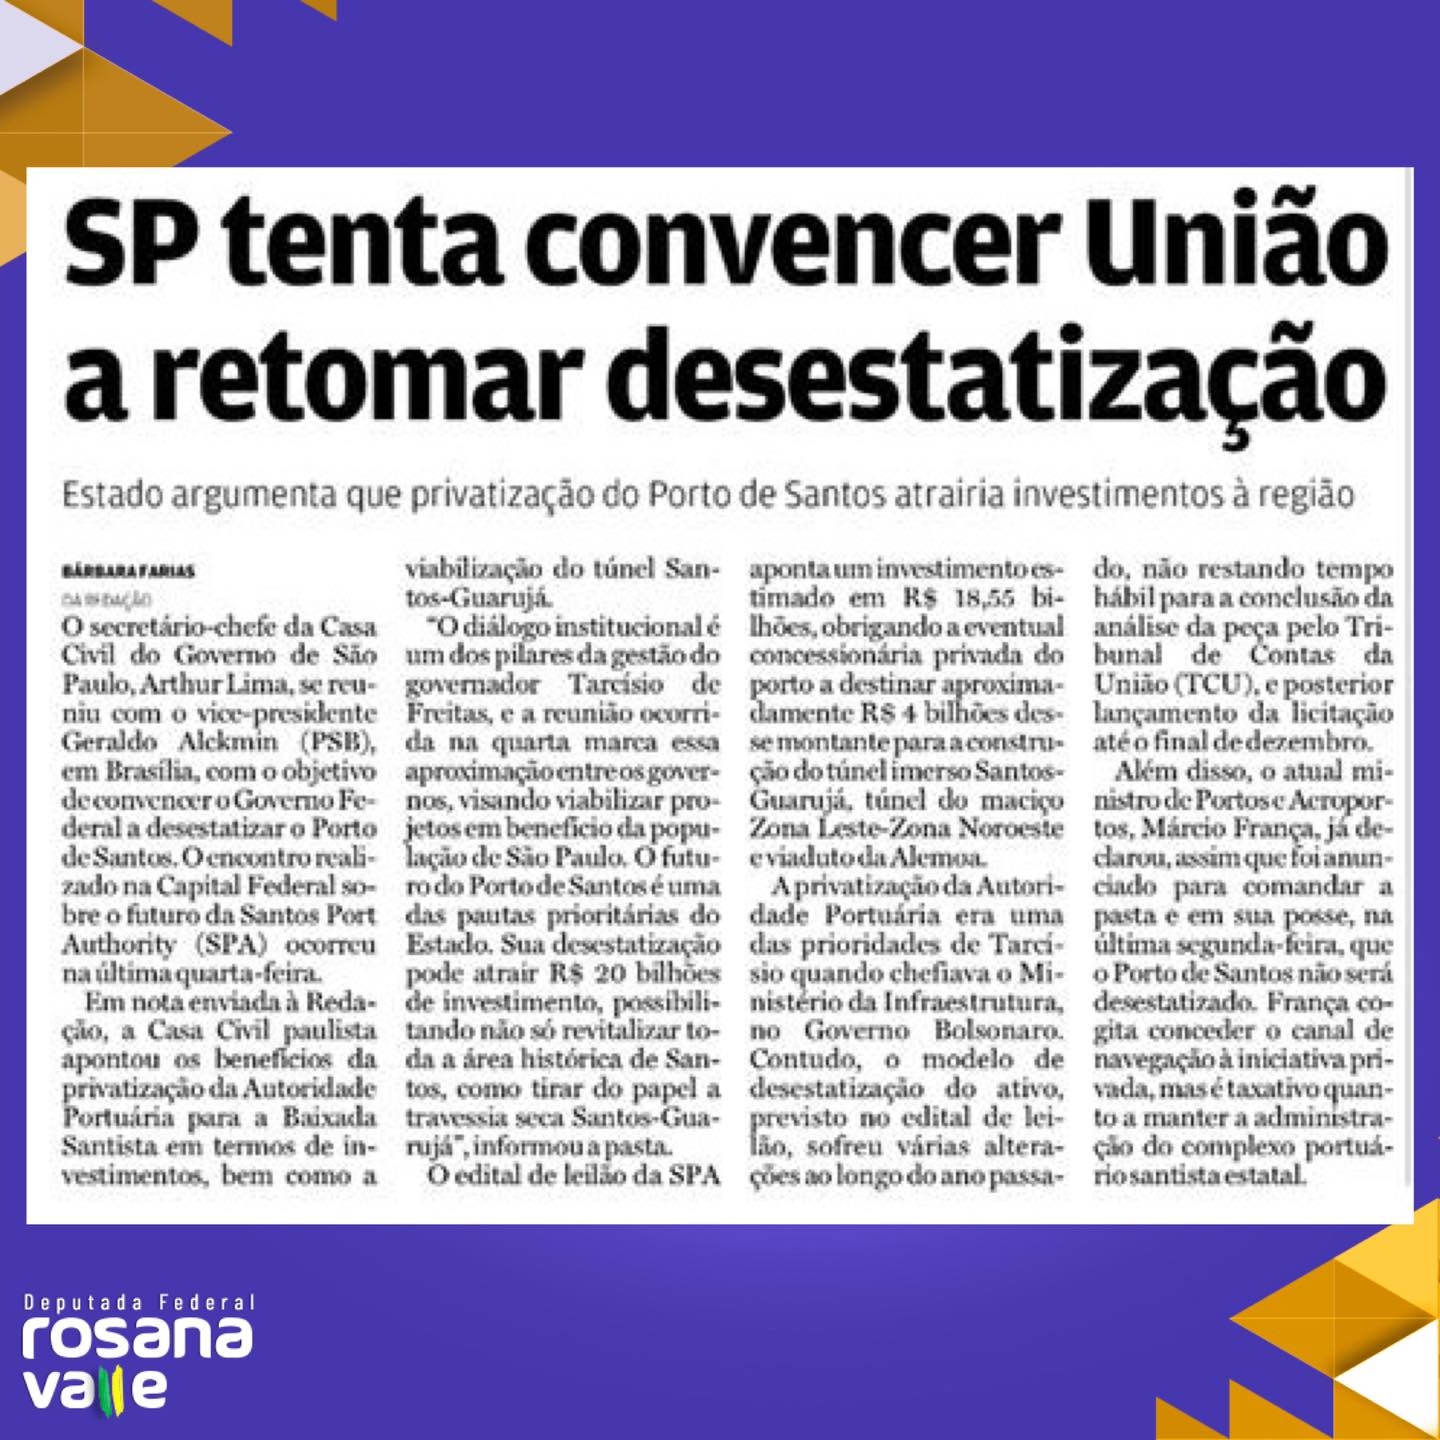 SP tenta convencer União
a retomar desestatização
Estado argumenta que privatização do Porto de Santos atrairia investimentos à região
BÁRBARA FARIAS
DA REDAÇÃO
O secretário-chefe da Casa
Civil do Governo de São
Paulo, Arthur Lima, se reu-
niu com o vice-presidente
Geraldo Alckmin (PSB),
em Brasília, com o objetivo
de convencer o Governo Fe-
deral a desestatizar o Porto
de Santos. O encontro reali-
zado na Capital Federal so-
bre o futuro da Santos Port
Authority (SPA) ocorreu
na última quarta-feira.
Em nota enviada à Reda-
ção, a Casa Civil paulista
apontou os benefícios da
privatização da Autoridade
Portuária para a Baixada
Santista em termos de in-
vestimentos, bem como a
viabilização do túnel San-
tos-Guarujá.
“O diálogo institucional é
um dos pilares da gestão do
governador Tarcísio de
Freitas, e a reunião ocorri-
da na quarta marca essa
aproximação entre os gover-
nos, visando viabilizar pro-
jetos em benefício da popu-
lação de São Paulo. O futu-
ro do Porto de Santos é uma
das pautas prioritárias do
Estado. Sua desestatização
pode atrair R$ 20 bilhões
de investimento, possibili-
tando não só revitalizar to-
da a área histórica de San-
tos, como tirar do papel a
travessia seca Santos-Gua-
rujá”, informou a pasta.
O edital de leilão da SPA
aponta um investimento es-
timado em R$ 18,55 bi-
lhões, obrigando a eventual
concessionária privada do
porto a destinar aproxima-
damente R$ 4 bilhões des-
se montante para a constru-
ção do túnel imerso Santos-
Guarujá, túnel do maciço
Zona Leste-Zona Noroeste
e viaduto da Alemoa.
A privatização da Autori-
dade Portuária era uma
das prioridades de Tarcí-
sio quando chefiava o Mi-
nistério da Infraestrutura,
no Governo Bolsonaro.
Contudo, o modelo de
desestatização do ativo,
previsto no edital de lei-
lão, sofreu várias altera-
ções ao longo do ano passa-
do, não restando tempo
hábil para a conclusão da
análise da peça pelo Tri-
bunal de Contas da
União (TCU), e posterior
lançamento da licitação
até o final de dezembro.
Além disso, o atual mi-
nistro de Portos e Aeropor-
tos, Márcio França, já de-
clarou, assim que foi anun-
ciado para comandar a
pasta e em sua posse, na
última segunda-feira, que
o Porto de Santos não será
desestatizado. França co-
gita conceder o canal de
navegação à iniciativa pri-
vada, mas é taxativo quan-
to a manter a administra-
ção do complexo portuá-
rio santista estatal.
Deputada Federal
rosana
valle